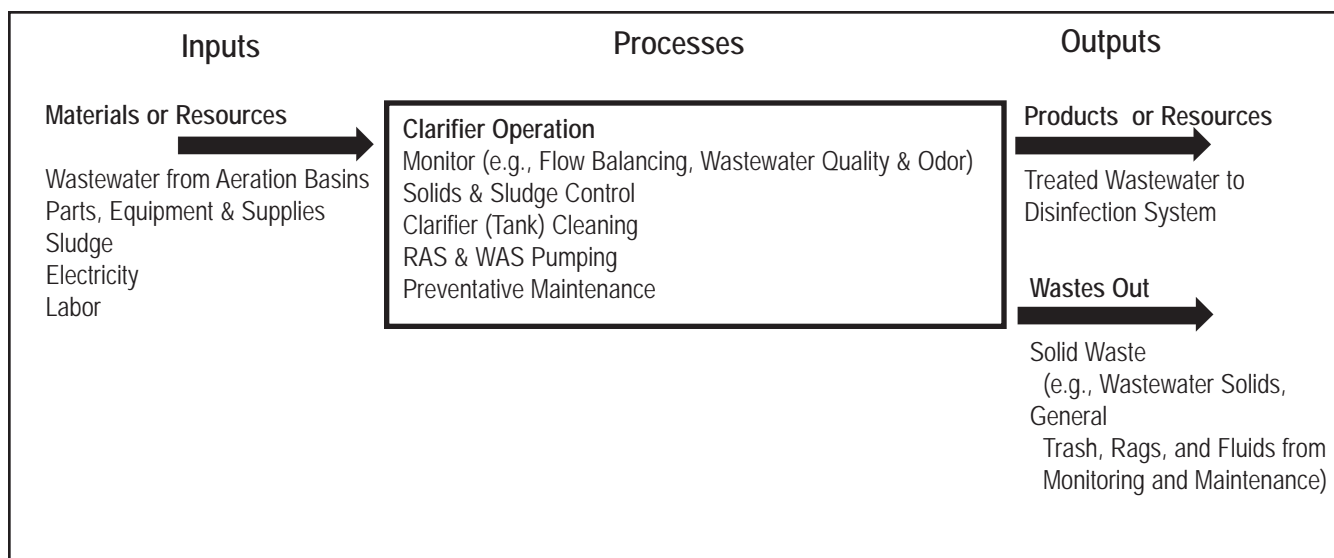 Inputs
Processes
Outputs
Materials or Resources
Wastewater from Aeration Basins
Parts, Equipment & Supplies
Sludge
Electricity
Labor
Clarifier Operation
Monitor (e.g., Flow Balancing, Wastewater Quality & Odor)
Solids & Sludge Control
Clarifier (Tank) Cleaning
RAS & WAS Pumping
Preventative Maintenance
Products or Resources
Treated Wastewater to
Disinfection System
Wastes Out
Solid Waste
(e.g., Wastewater Solids,
General
Trash, Rags, and Fluids from
Monitoring and Maintenance)